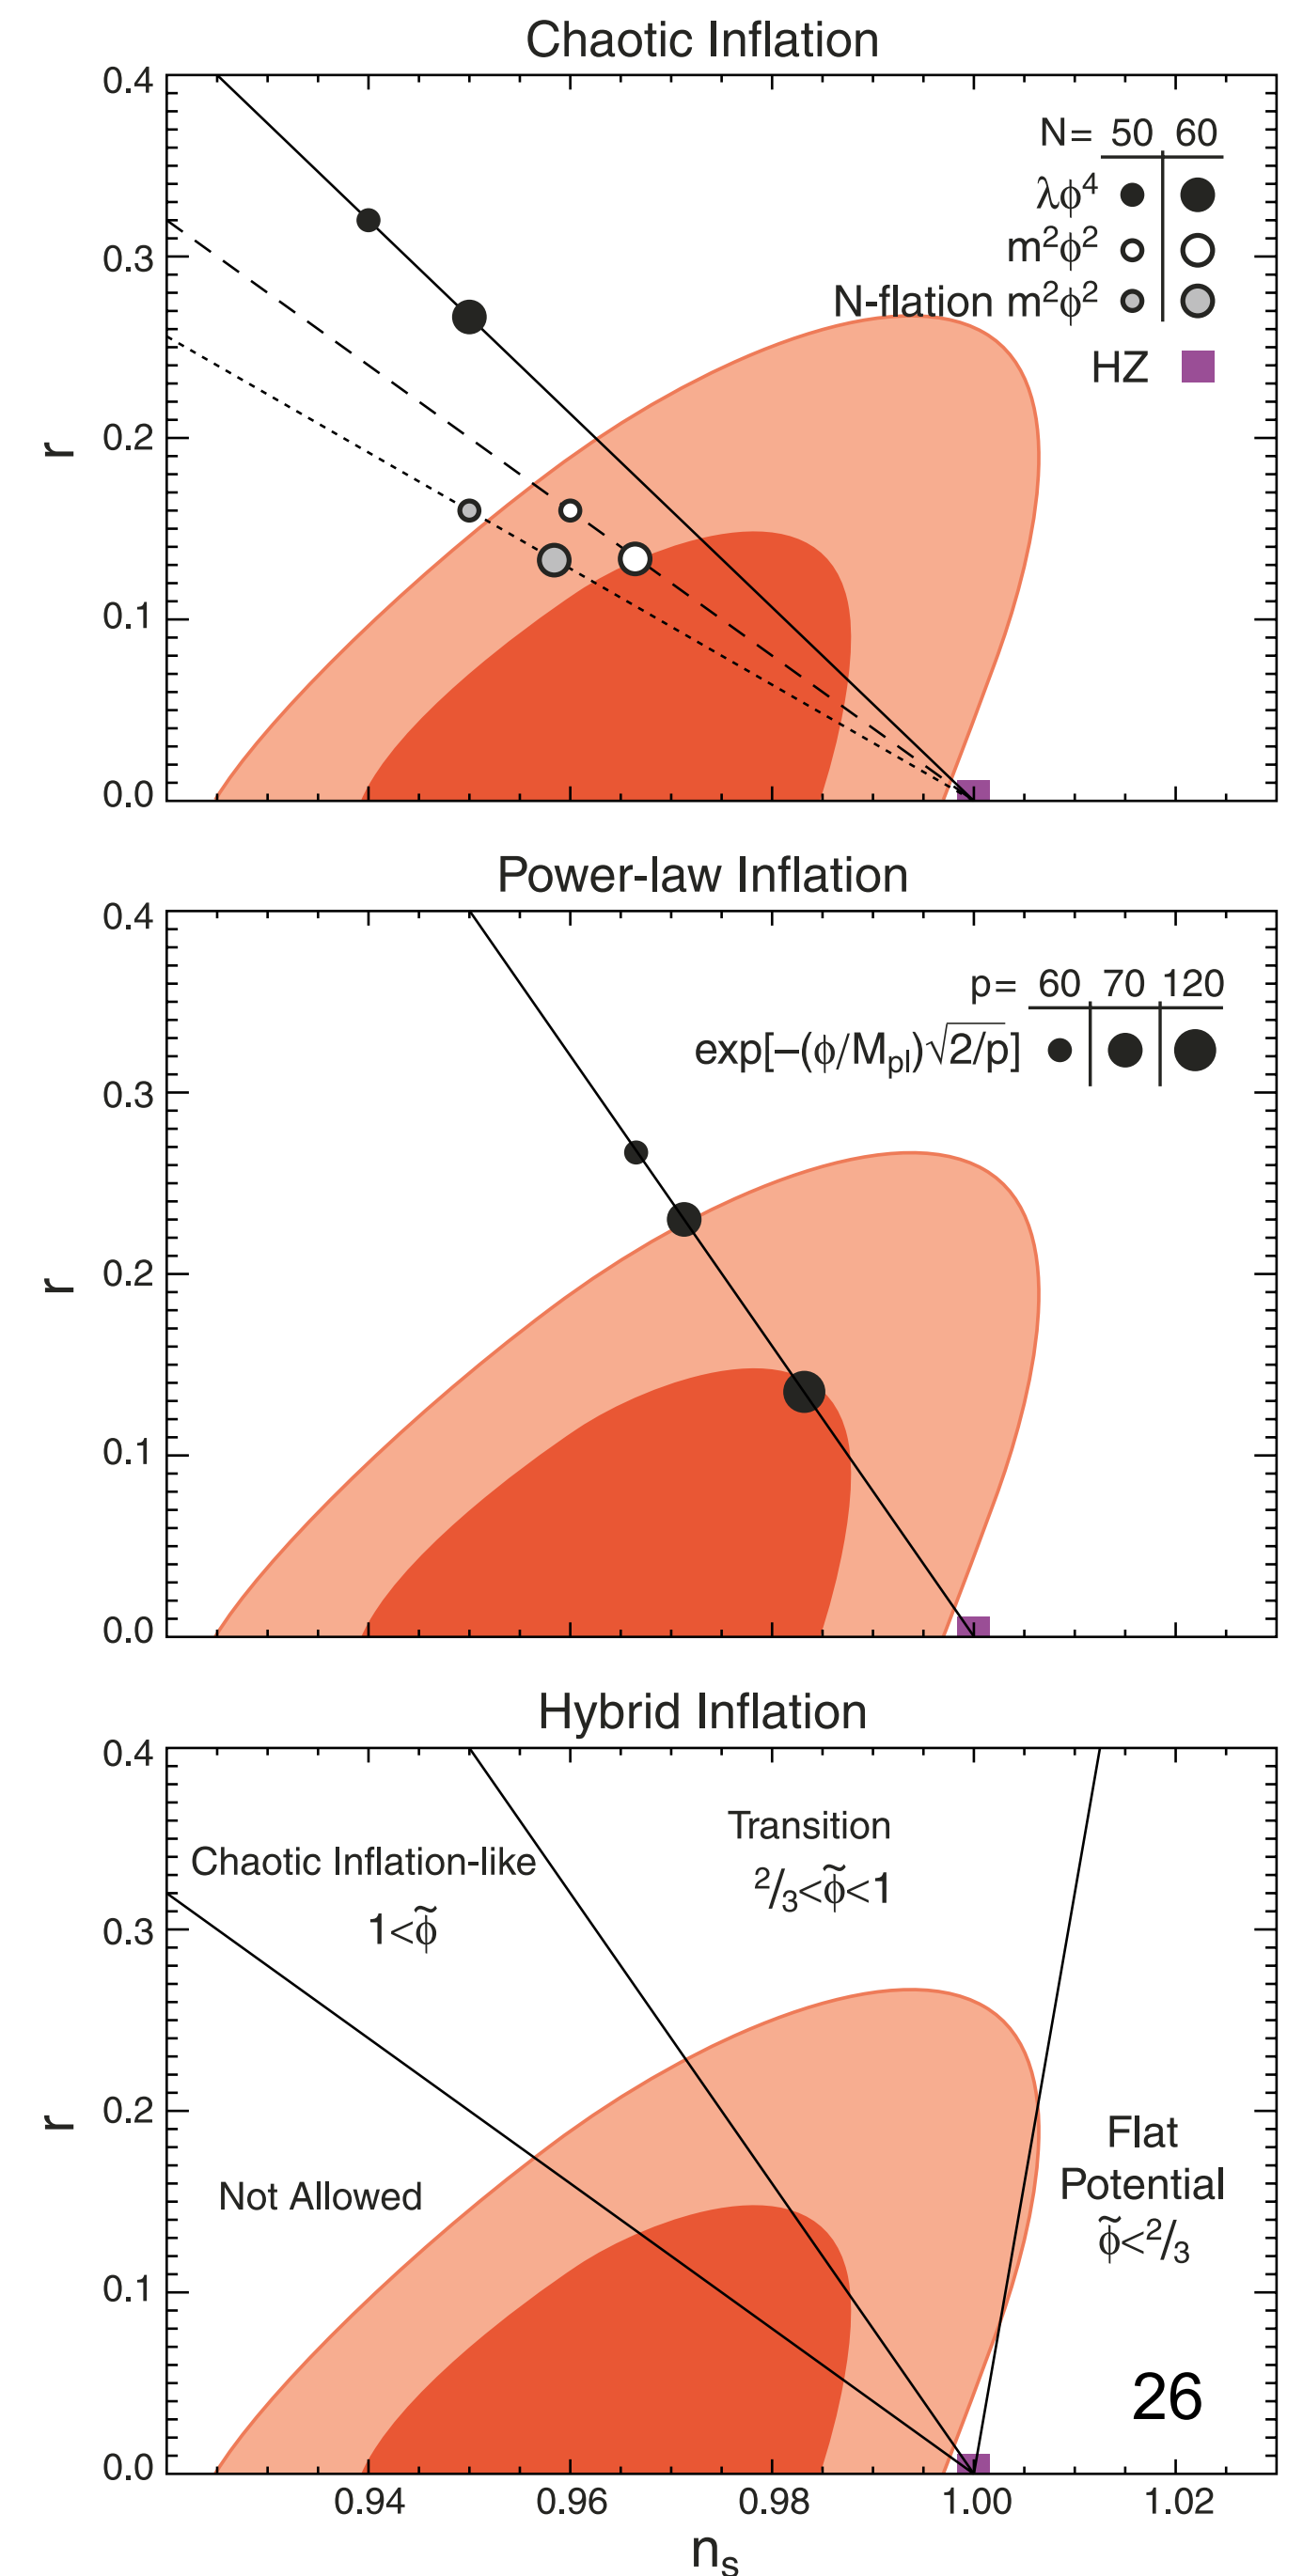 Chaotic Inflation
0.4
0.3
0.2
0.1
0.0
r
N= 50 60
λϕ⁴
m²ϕ²
N-flation m²ϕ²
HZ
Power-law Inflation
0.4
0.3
0.2
0.1
0.0
r
p= 60 70 120
exp[−(ϕ/Mpl)√2/p]
Hybrid Inflation
0.4
0.3
0.2
0.1
0.0
r
Transition
2/3<ϕ̃<1
Chaotic Inflation-like
1<ϕ̃
Not Allowed
Flat
Potential
ϕ̃<2/3
26
0.94 0.96 0.98 1.00 1.02
ns